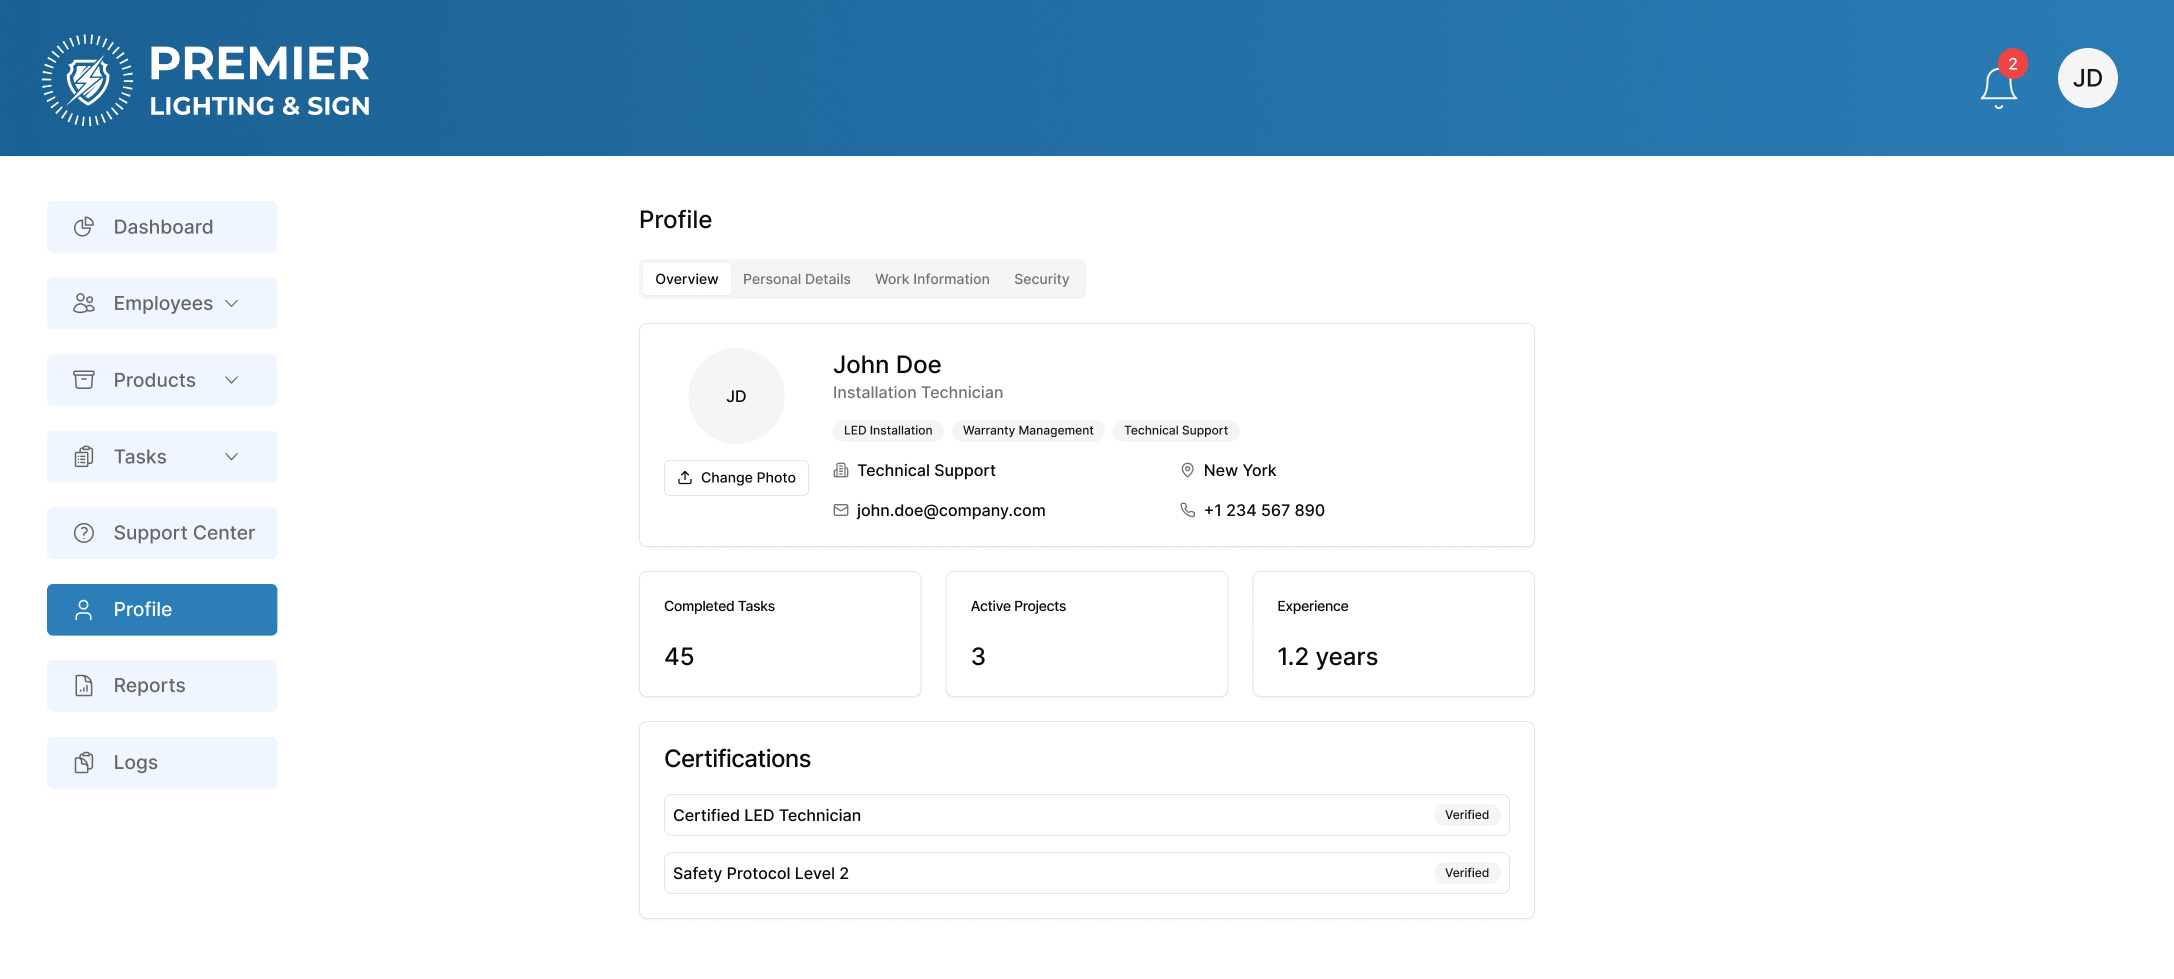 PREMIER
LIGHTING & SIGN
2
JD
Dashboard
Employees
Products
Tasks
Support Center
Profile
Reports
Logs
Profile
Overview Personal Details Work Information Security
JD
Change Photo
John Doe
Installation Technician
LED Installation Warranty Management Technical Support
Technical Support New York
john.doe@company.com +1 234 567 890
Completed Tasks
45
Active Projects
3
Experience
1.2 years
Certifications
Certified LED Technician Verified
Safety Protocol Level 2 Verified